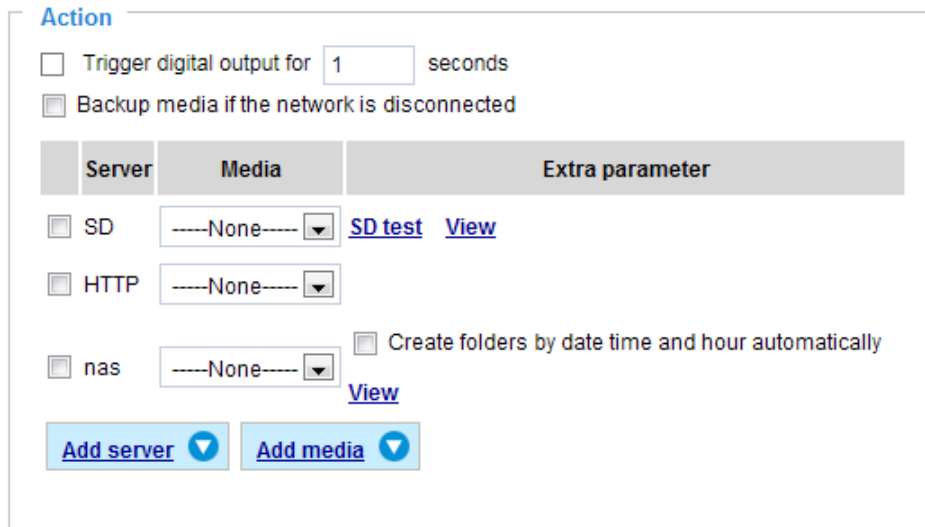 Action
Trigger digital output for 1 seconds
Backup media if the network is disconnected
Server Media Extra parameter
SD -----None----- SD test View
HTTP -----None-----
Create folders by date time and hour automatically
nas -----None-----
View
Add server Add media